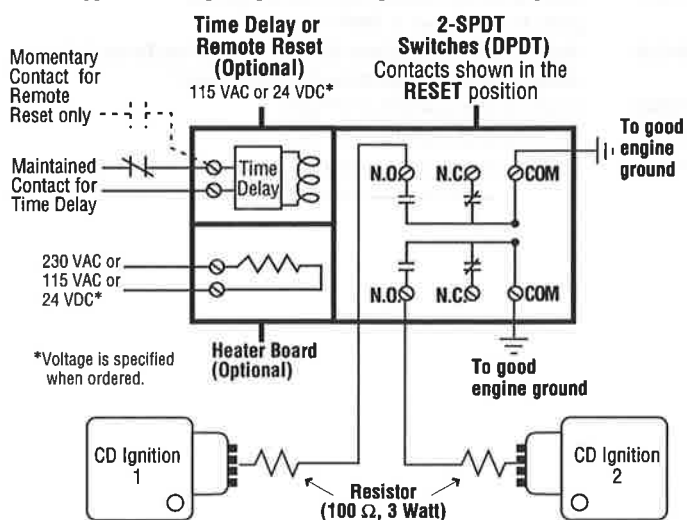 Time Delay or
Remote Reset
(Optional)
115 VAC or 24 VDC*
2-SPDT
Switches (DPDT)
Contacts shown in the
RESET position
Momentary
Contact for
Remote
Reset only
Maintained
Contact for
Time Delay
Time
Delay
N.O.
N.C.
COM
To good
engine
ground
230 VAC or
115 VAC or
24 VDC*
N.O.
N.C.
COM
*Voltage is specified
when ordered.
Heater Board
(Optional)
To good
engine ground
CD Ignition
1
Resistor
(100 Ω, 3 Watt)
CD Ignition
2